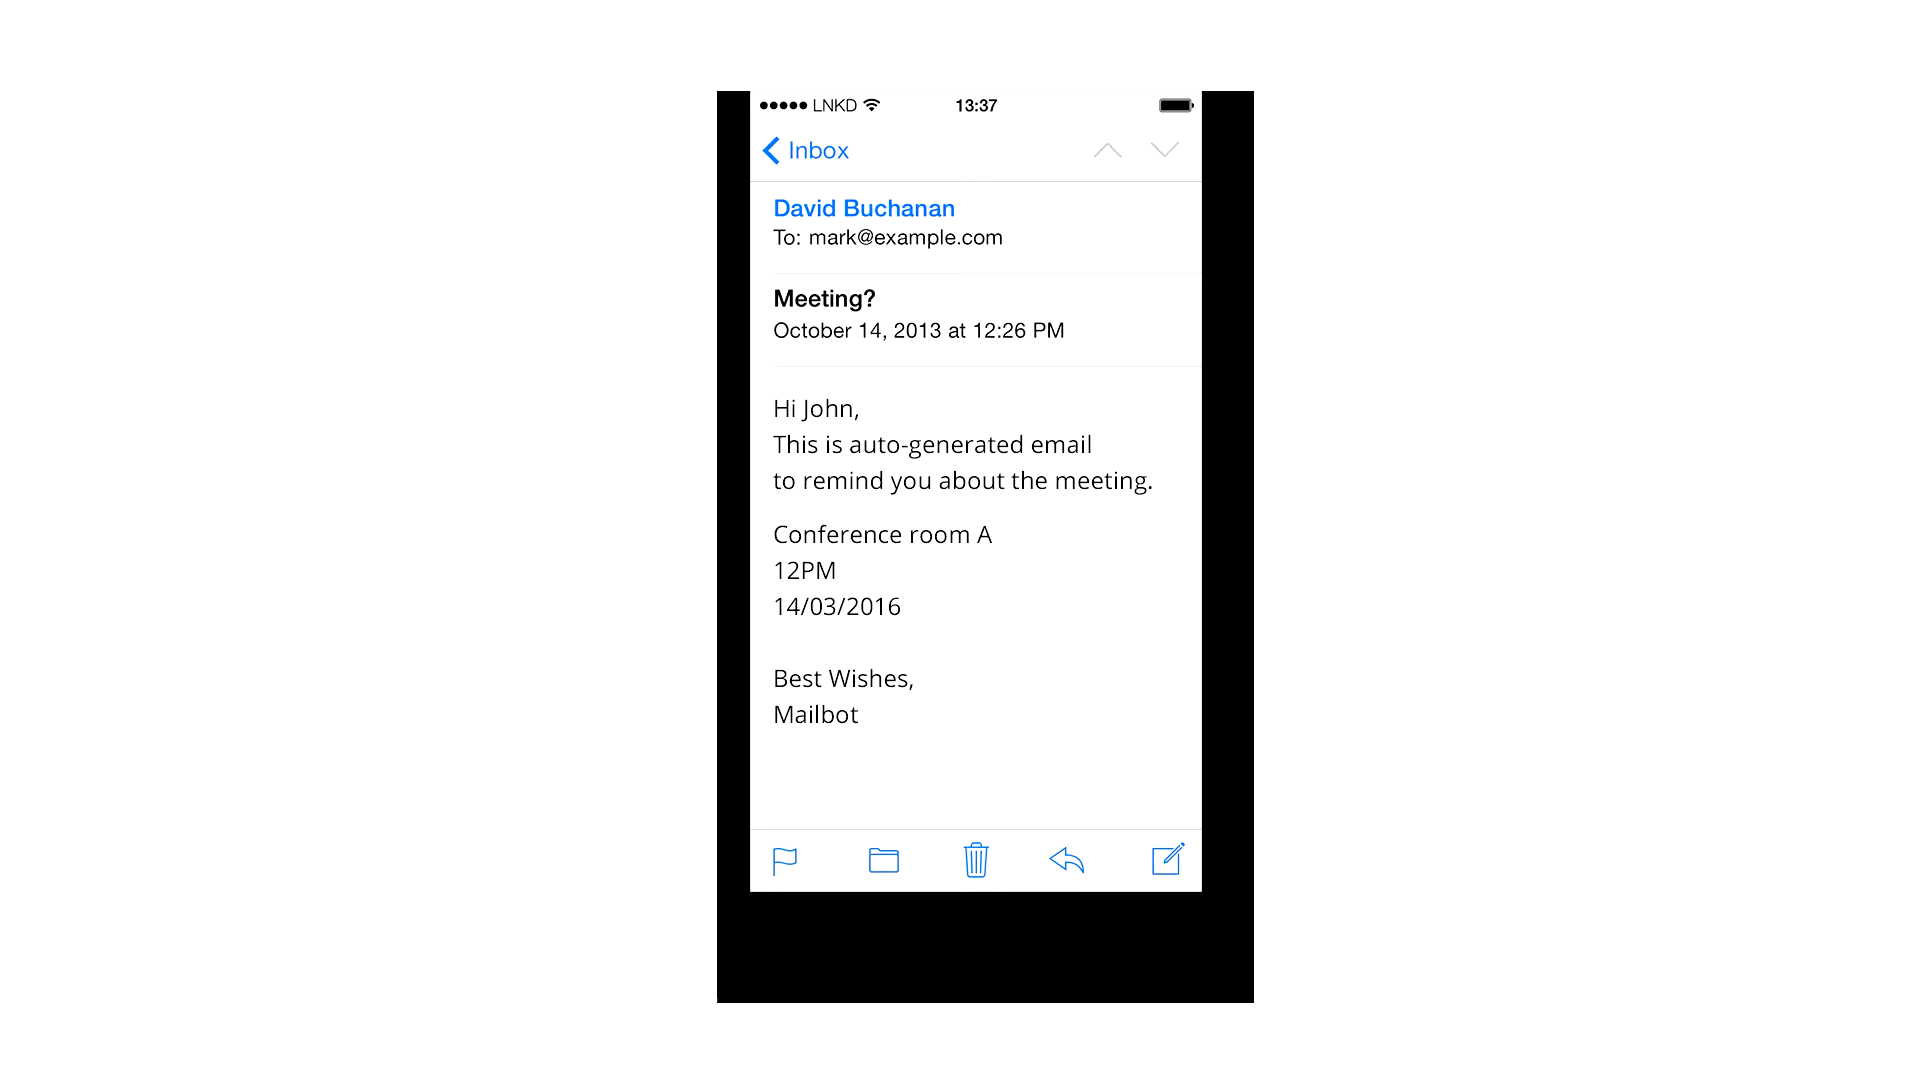 LNKD 13:37
Inbox
David Buchanan
To: mark@example.com
Meeting?
October 14, 2013 at 12:26 PM
Hi John,
This is auto-generated email
to remind you about the meeting.
Conference room A
12PM
14/03/2016
Best Wishes,
Mailbot